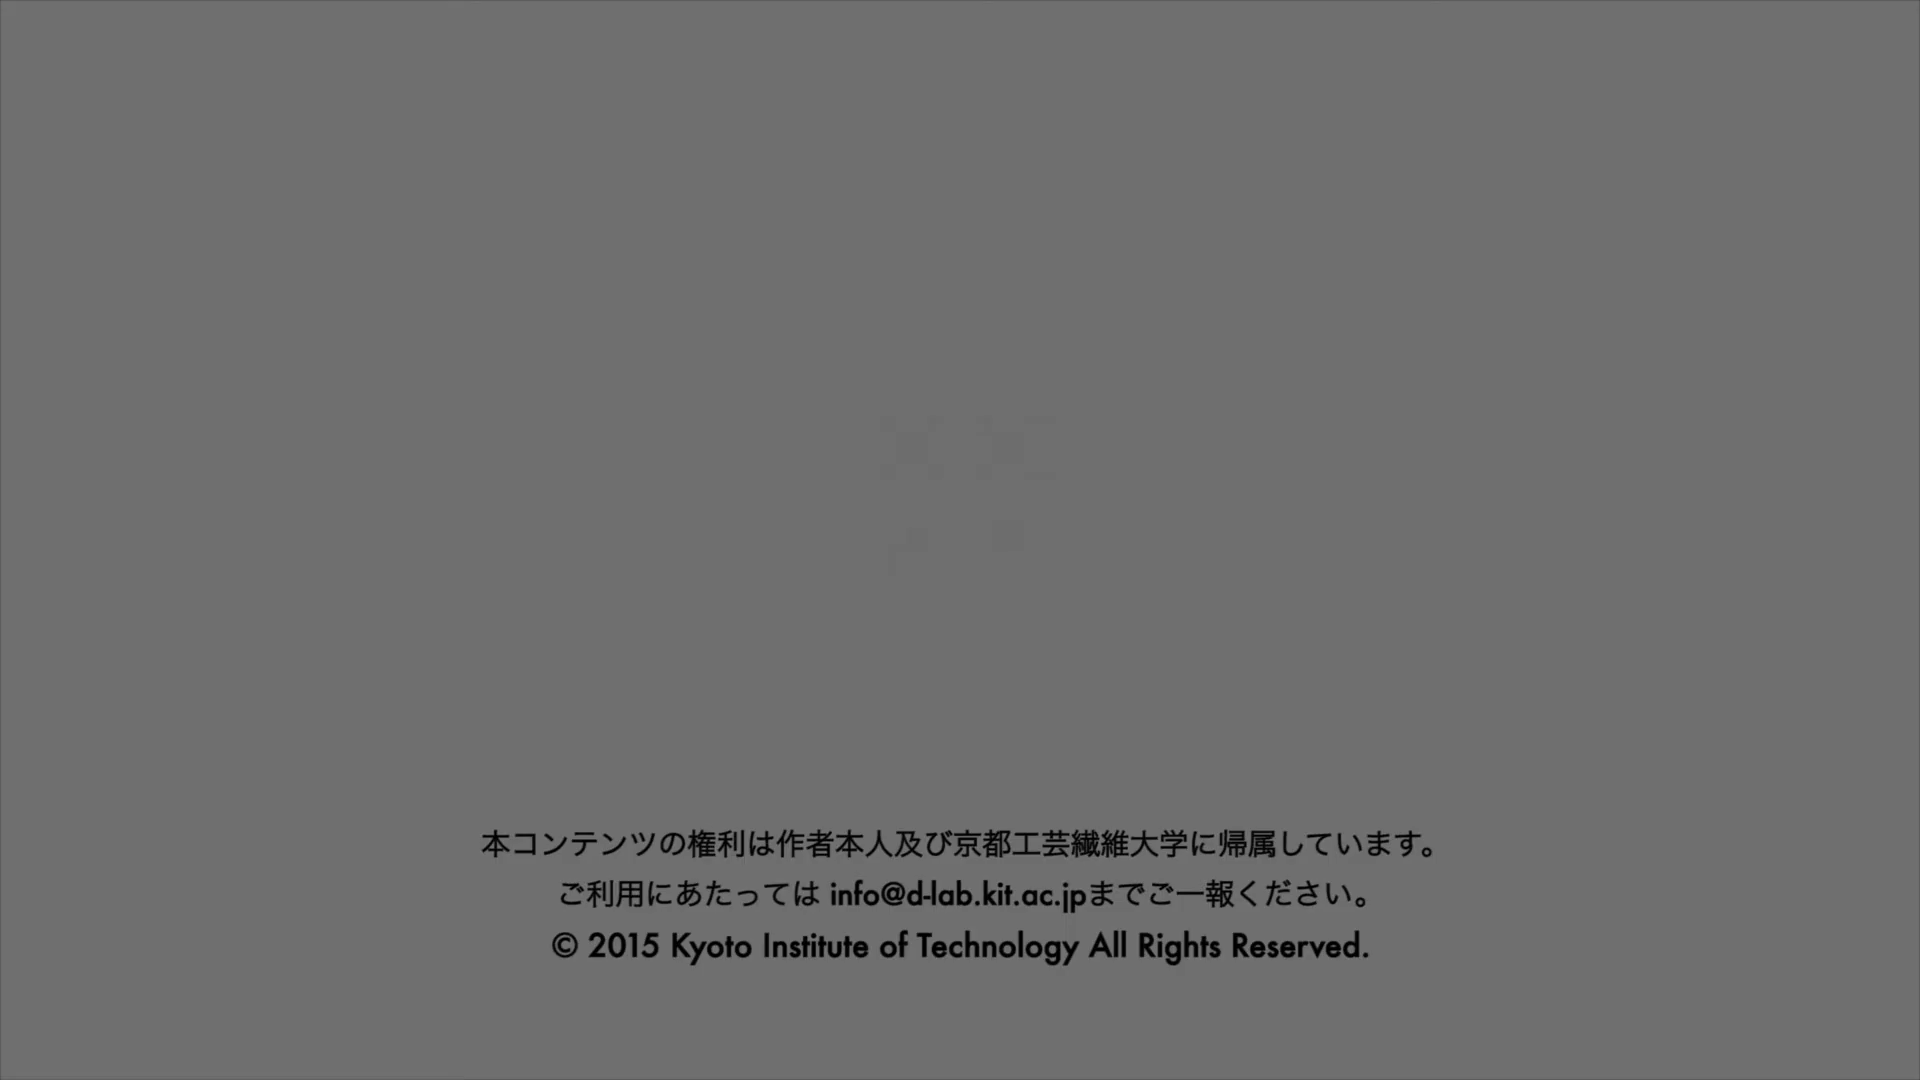 本コンテンツの権利は作者本人及び京都工芸繊維大学に帰属しています。
ご利用にあたっては info@d-lab.kit.ac.jpまでご一報ください。
© 2015 Kyoto Institute of Technology All Rights Reserved.